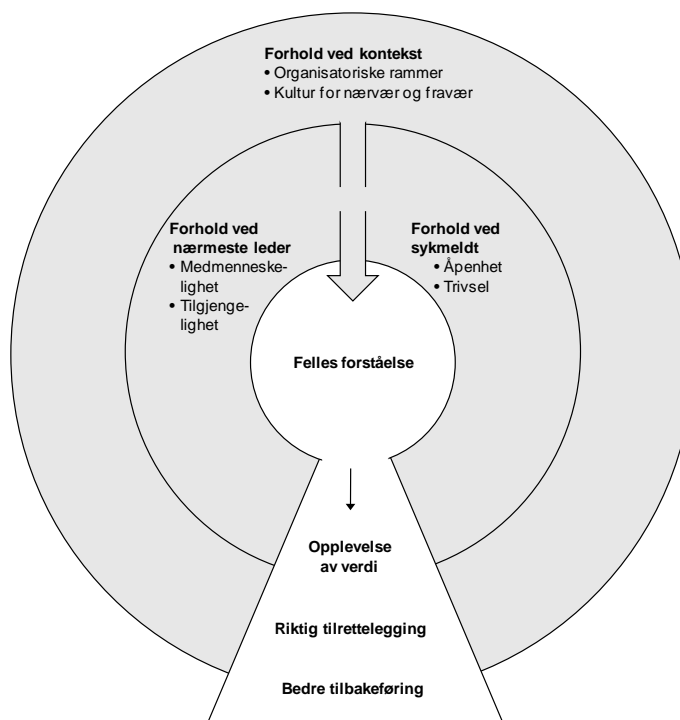 Forhold ved kontekst
• Organisatoriske rammer
• Kultur for nærvær og fravær
Forhold ved
nærmeste leder
• Medmenneske-
lighet
• Tilgjenge-
lighet
Forhold ved
sykmeldt
• Åpenhet
• Trivsel
Felles forståelse
Opplevelse
av verdi
Riktig tilrettelegging
Bedre tilbakeføring